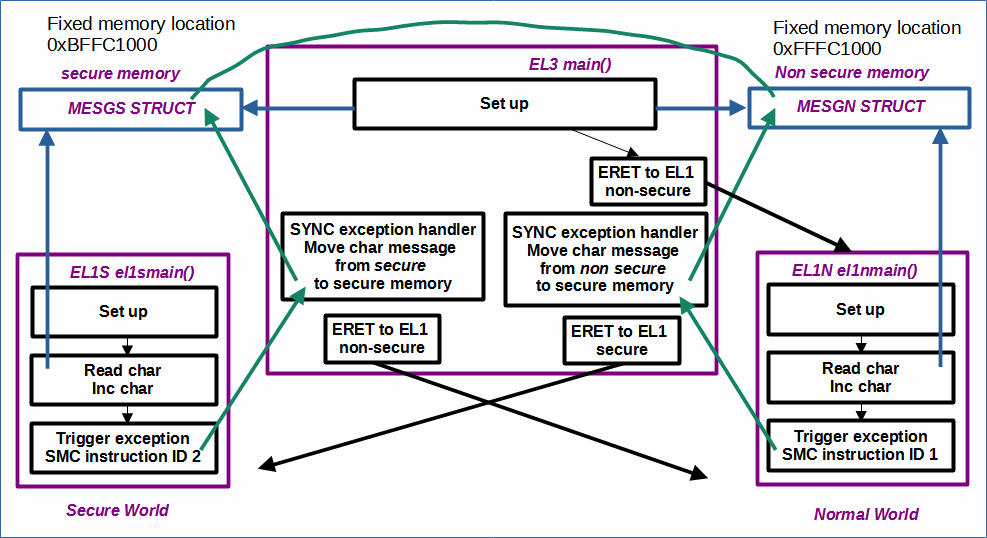 Fixed memory location
0xBFFC1000
secure memory
MESGS STRUCT
EL3 main()
Set up
Fixed memory location
0xFFFC1000
Non secure memory
MESGN STRUCT
ERET to EL1
non-secure
SYNC exception handler
Move char message
from secure
to secure memory
SYNC exception handler
Move char message
from non secure
to secure memory
ERET to EL1
non-secure
ERET to EL1
secure
EL1S el1smain()
Set up
Read char
Inc char
Trigger exception
SMC instruction ID 2
Secure World
EL1N el1nmain()
Set up
Read char
Inc char
Trigger exception
SMC instruction ID 1
Normal World